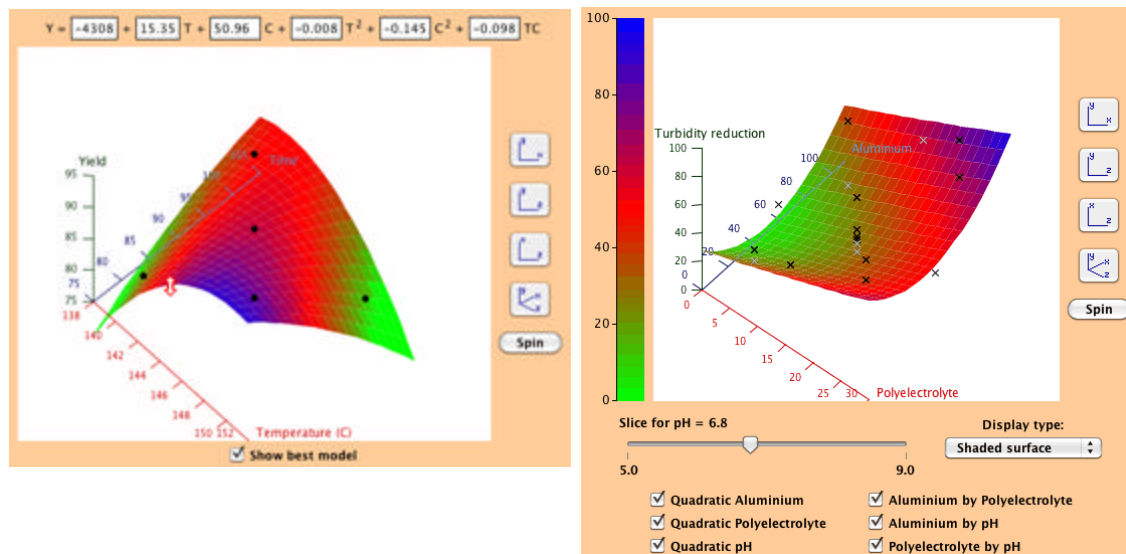 Y = -4308 + 15.35 T + 50.96 C + -0.008 T² + -0.145 C² + -0.098 TC
Yield
95
90
85
80
75
Time
105
100
95
90
85
80
75
138
140
142
144
146
148
150 152
Temperature (C)
Spin
Show best model
100
80
60
40
20
0
Turbidity reduction
100
80
60
40
20
0
Aluminium
100
80
60
40
20
0
0
5
10
15
20
25 30
Polyelectrolyte
y
x
y
z
x
z
y x
z
Spin
Slice for pH = 6.8
5.0
9.0
Display type:
Shaded surface
Quadratic Aluminium
Aluminium by Polyelectrolyte
Quadratic Polyelectrolyte
Aluminium by pH
Quadratic pH
Polyelectrolyte by pH